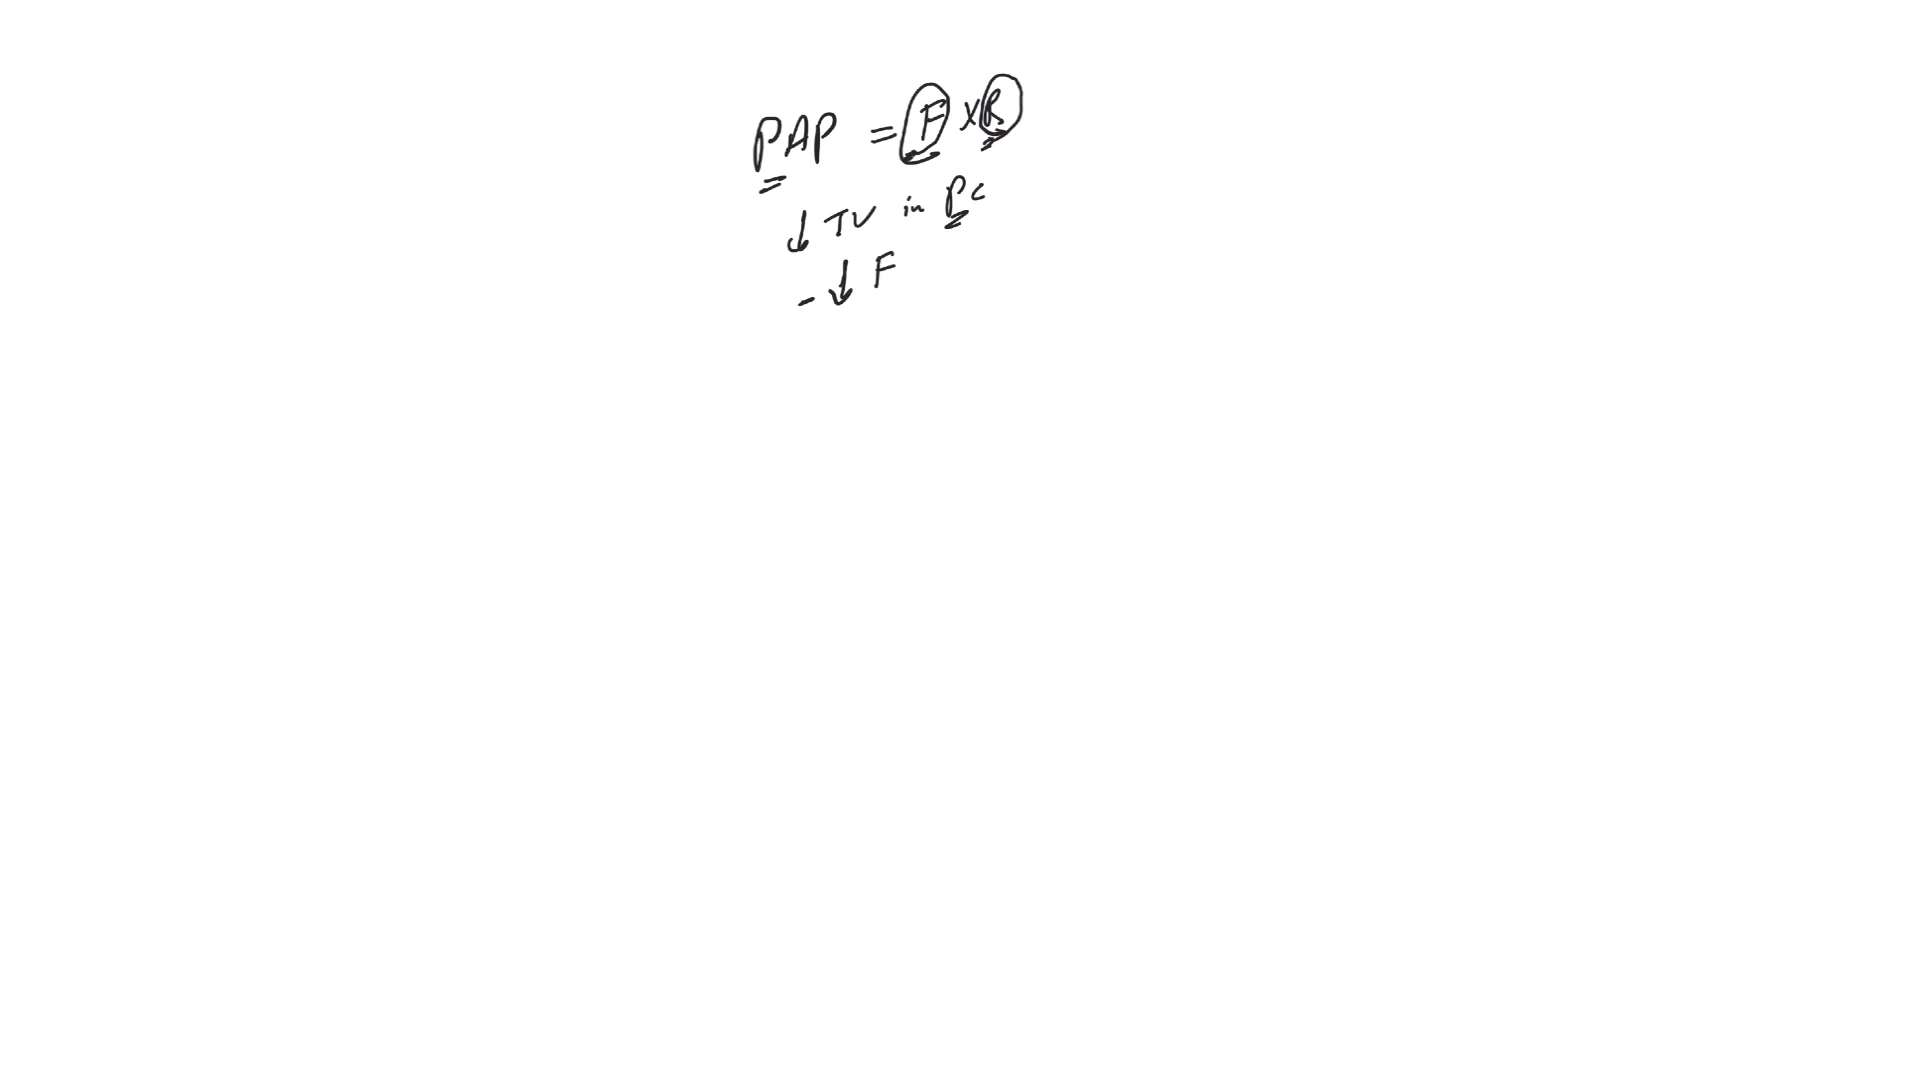 PAP = F x R
↓ TV in PC
- ↓ F